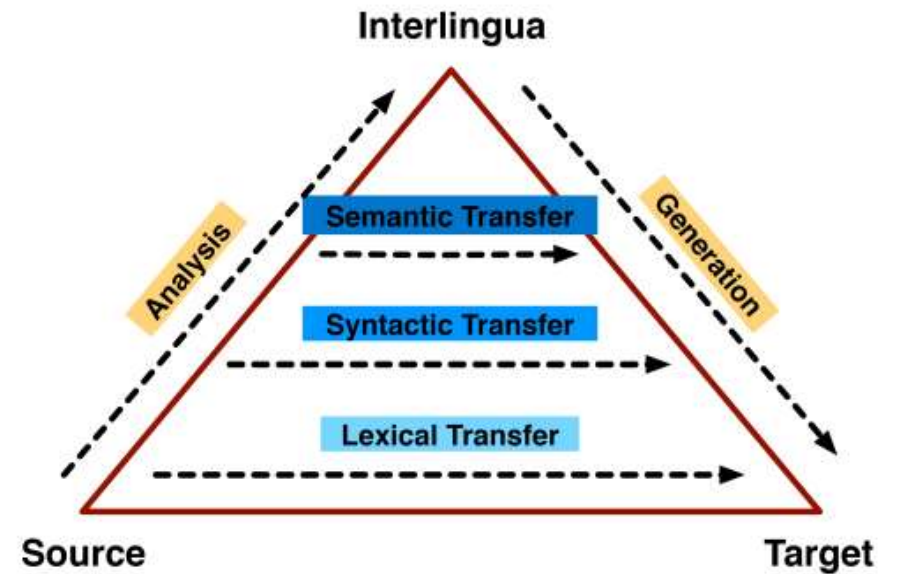 Interlingua
Semantic Transfer
Analysis
Generation
Syntactic Transfer
Lexical Transfer
Source
Target